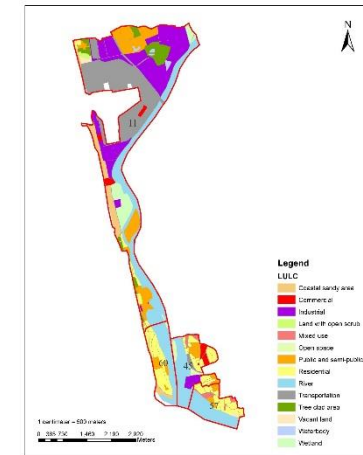 N
11
60
45
57
Legend
LULC
Coastal sandy area
Commercial
Industrial
Land with open scrub
Mixed use
Open space
Public and semi-public
Residential
River
Transportation
Tree clad area
Vacant land
Waterbody
Wetland
1 centimeter = 500 meters
Meters